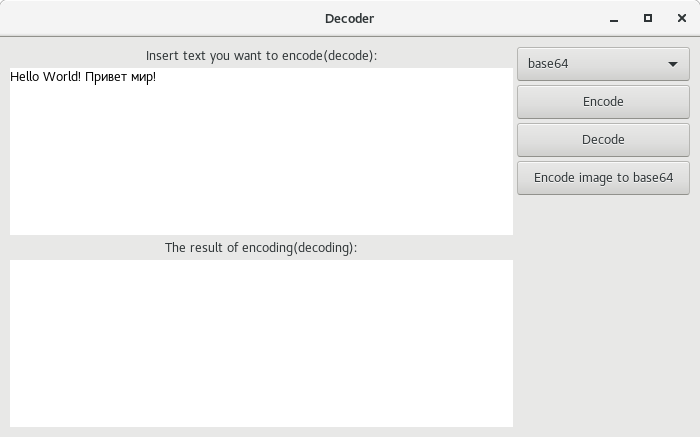 Decoder
Insert text you want to encode(decode):
Hello World! Привет мир!
base64
Encode
Decode
Encode image to base64
The result of encoding(decoding):